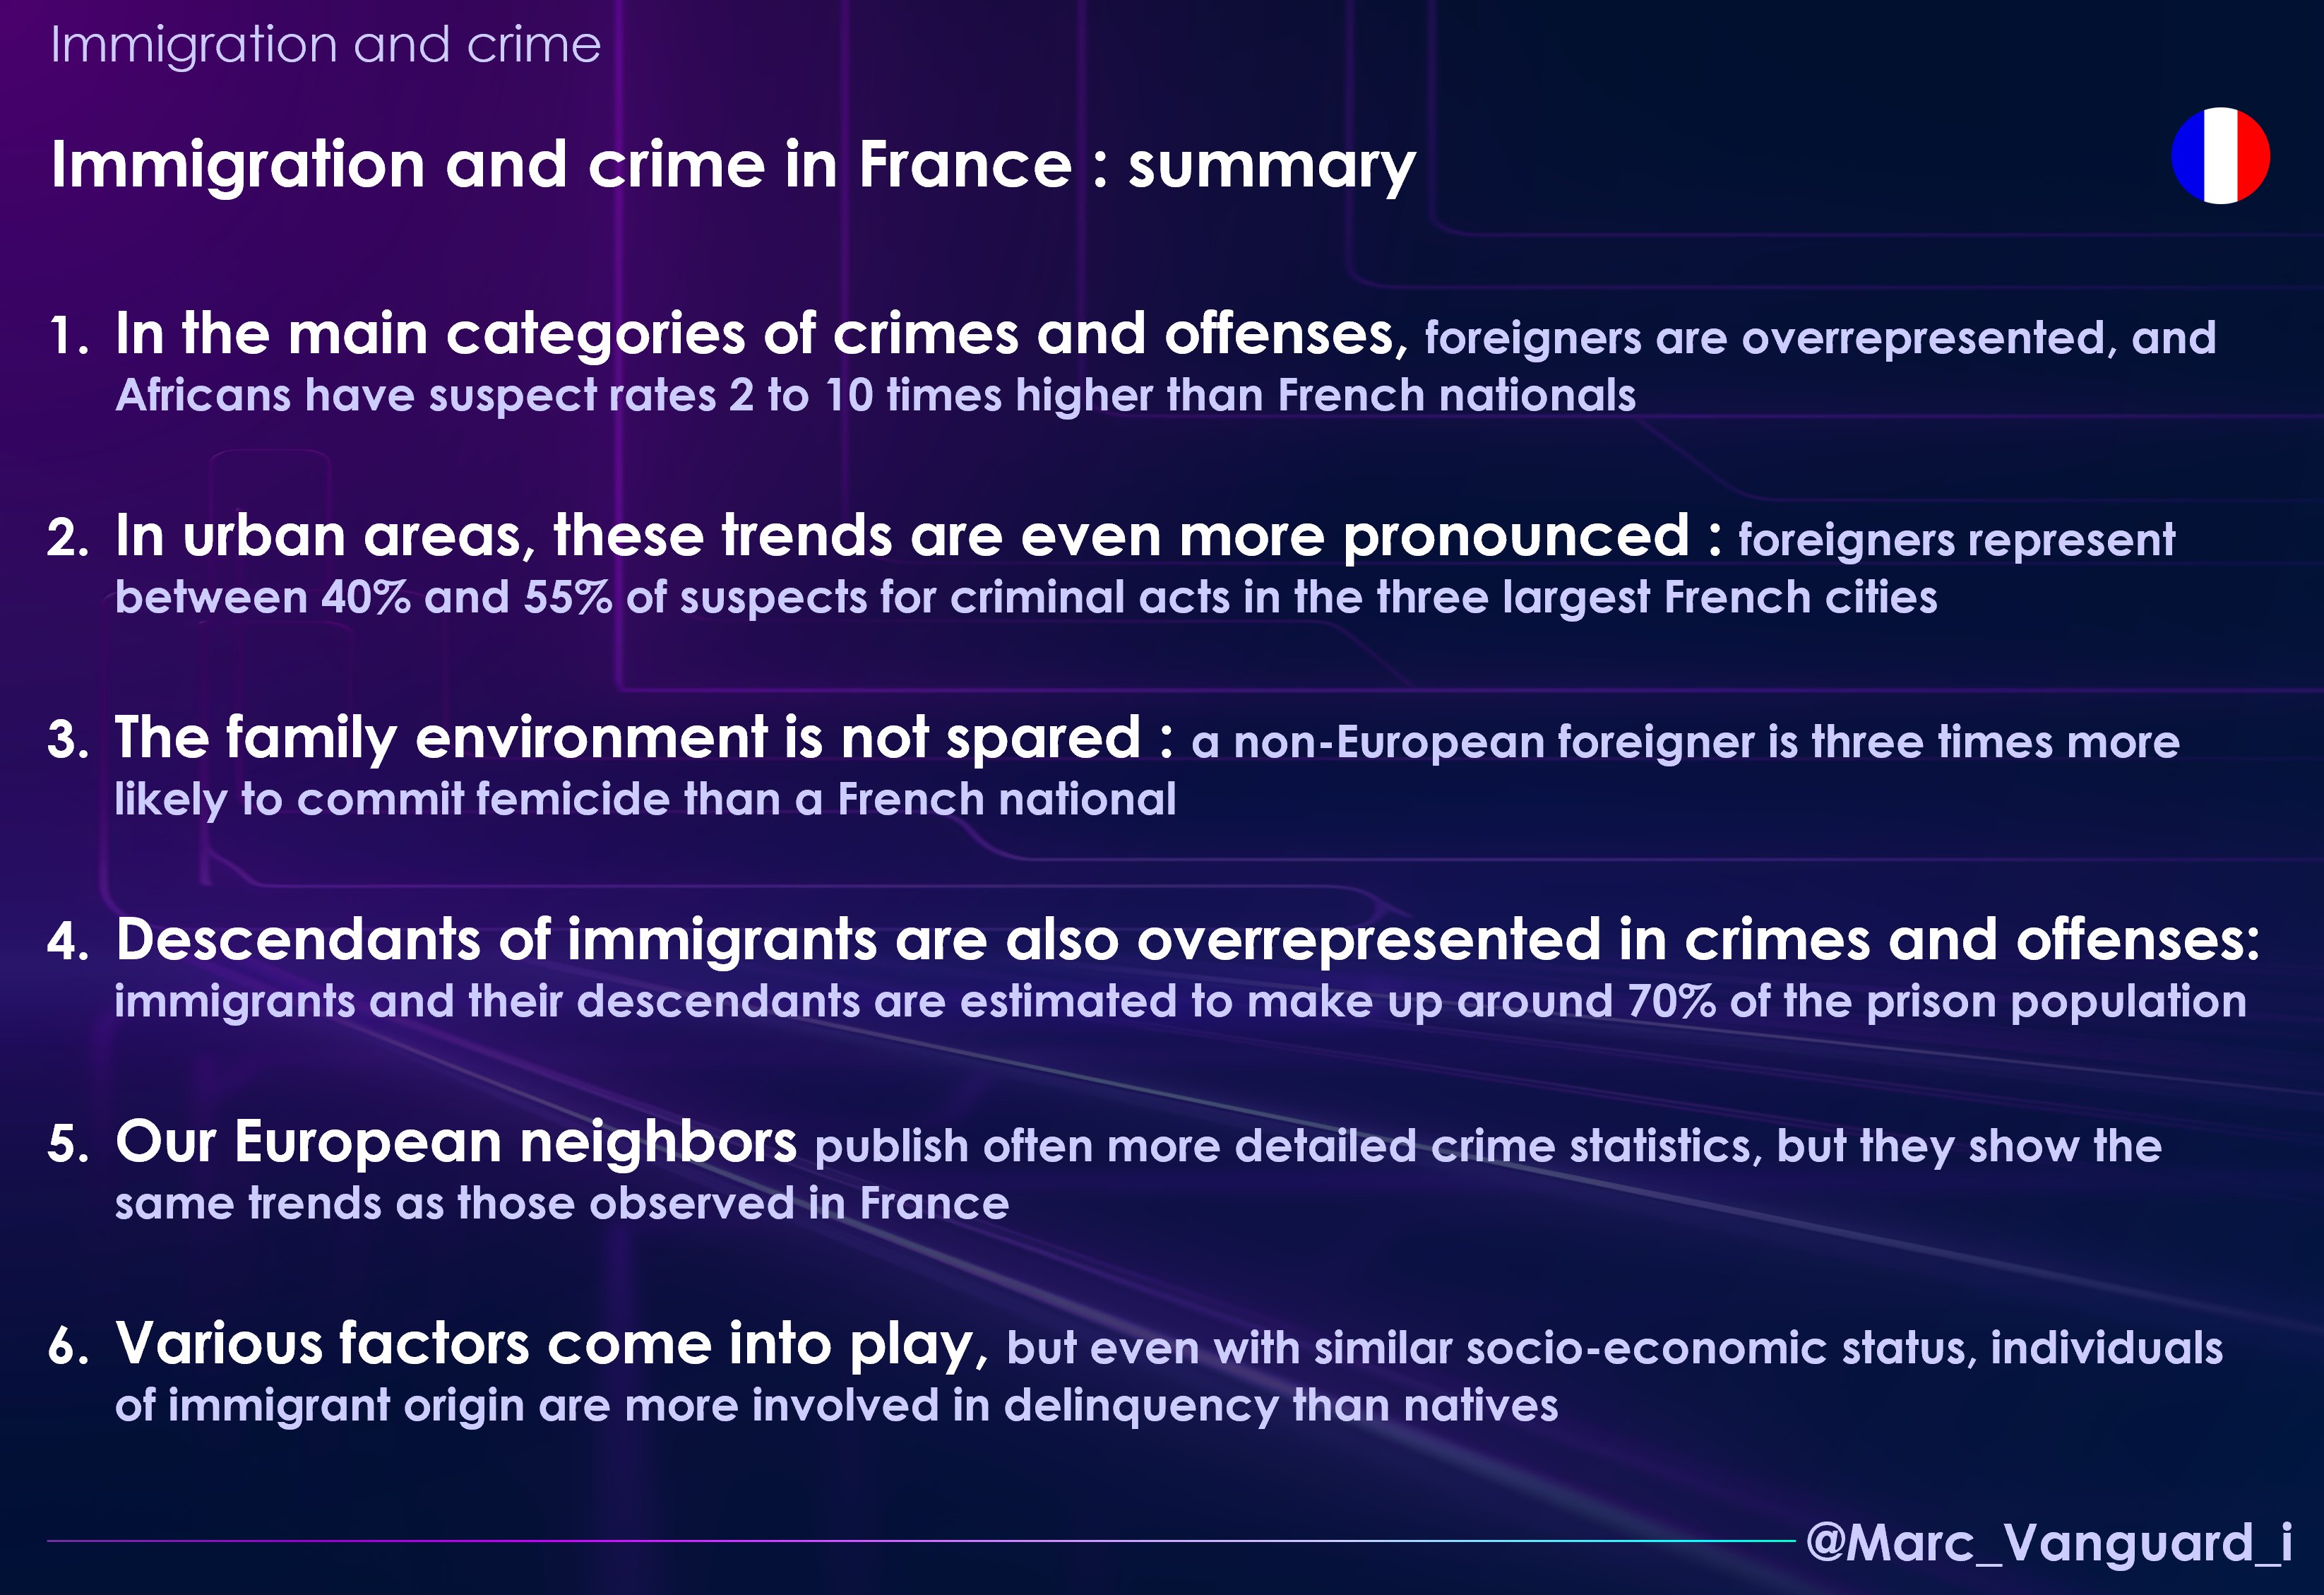 Immigration and crime
Immigration and crime in France : summary
1. In the main categories of crimes and offenses, foreigners are overrepresented, and
Africans have suspect rates 2 to 10 times higher than French nationals
2. In urban areas, these trends are even more pronounced : foreigners represent
between 40% and 55% of suspects for criminal acts in the three largest French cities
3. The family environment is not spared : a non-European foreigner is three times more
likely to commit femicide than a French national
4. Descendants of immigrants are also overrepresented in crimes and offenses:
immigrants and their descendants are estimated to make up around 70% of the prison population
5. Our European neighbors publish often more detailed crime statistics, but they show the
same trends as those observed in France
6. Various factors come into play, but even with similar socio-economic status, individuals
of immigrant origin are more involved in delinquency than natives
@Marc_Vanguard_i